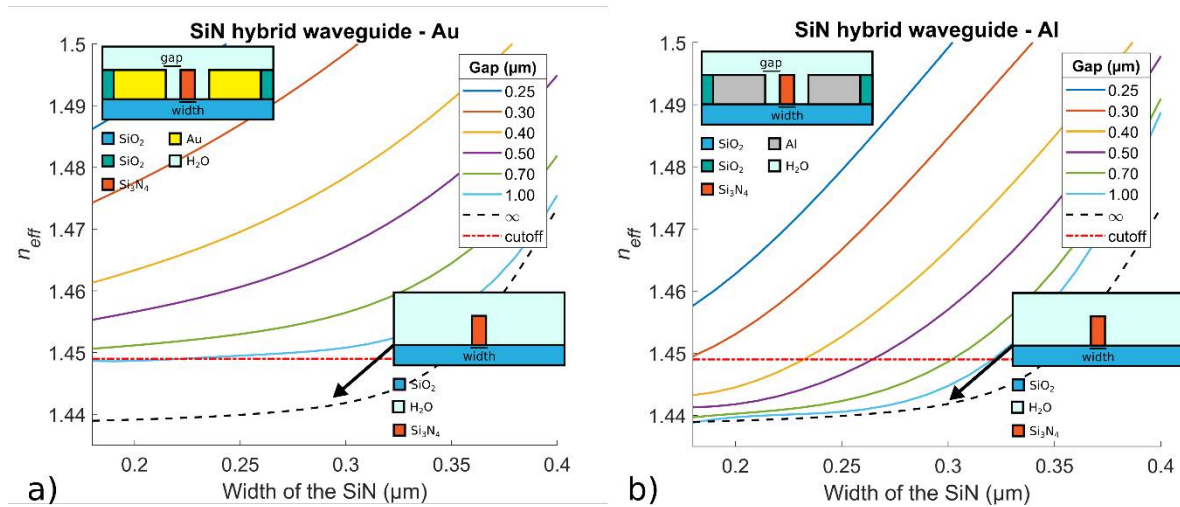 a)
SiN hybrid waveguide - Au
gap
width
SiO₂
Au
SiO₂
H₂O
Si₃N₄
Gap (μm)
0.25
0.30
0.40
0.50
0.70
1.00
∞
cutoff
1.5
1.49
1.48
1.47
1.46
1.45
1.44
n_eff
width
SiO₂
H₂O
Si₃N₄
0.2
0.25
0.3
0.35
0.4
Width of the SiN (μm)
b)
SiN hybrid waveguide - Al
gap
width
SiO₂
Al
SiO₂
H₂O
Si₃N₄
Gap (μm)
0.25
0.30
0.40
0.50
0.70
1.00
∞
cutoff
1.5
1.49
1.48
1.47
1.46
1.45
1.44
n_eff
width
SiO₂
H₂O
Si₃N₄
0.2
0.25
0.3
0.35
0.4
Width of the SiN (μm)